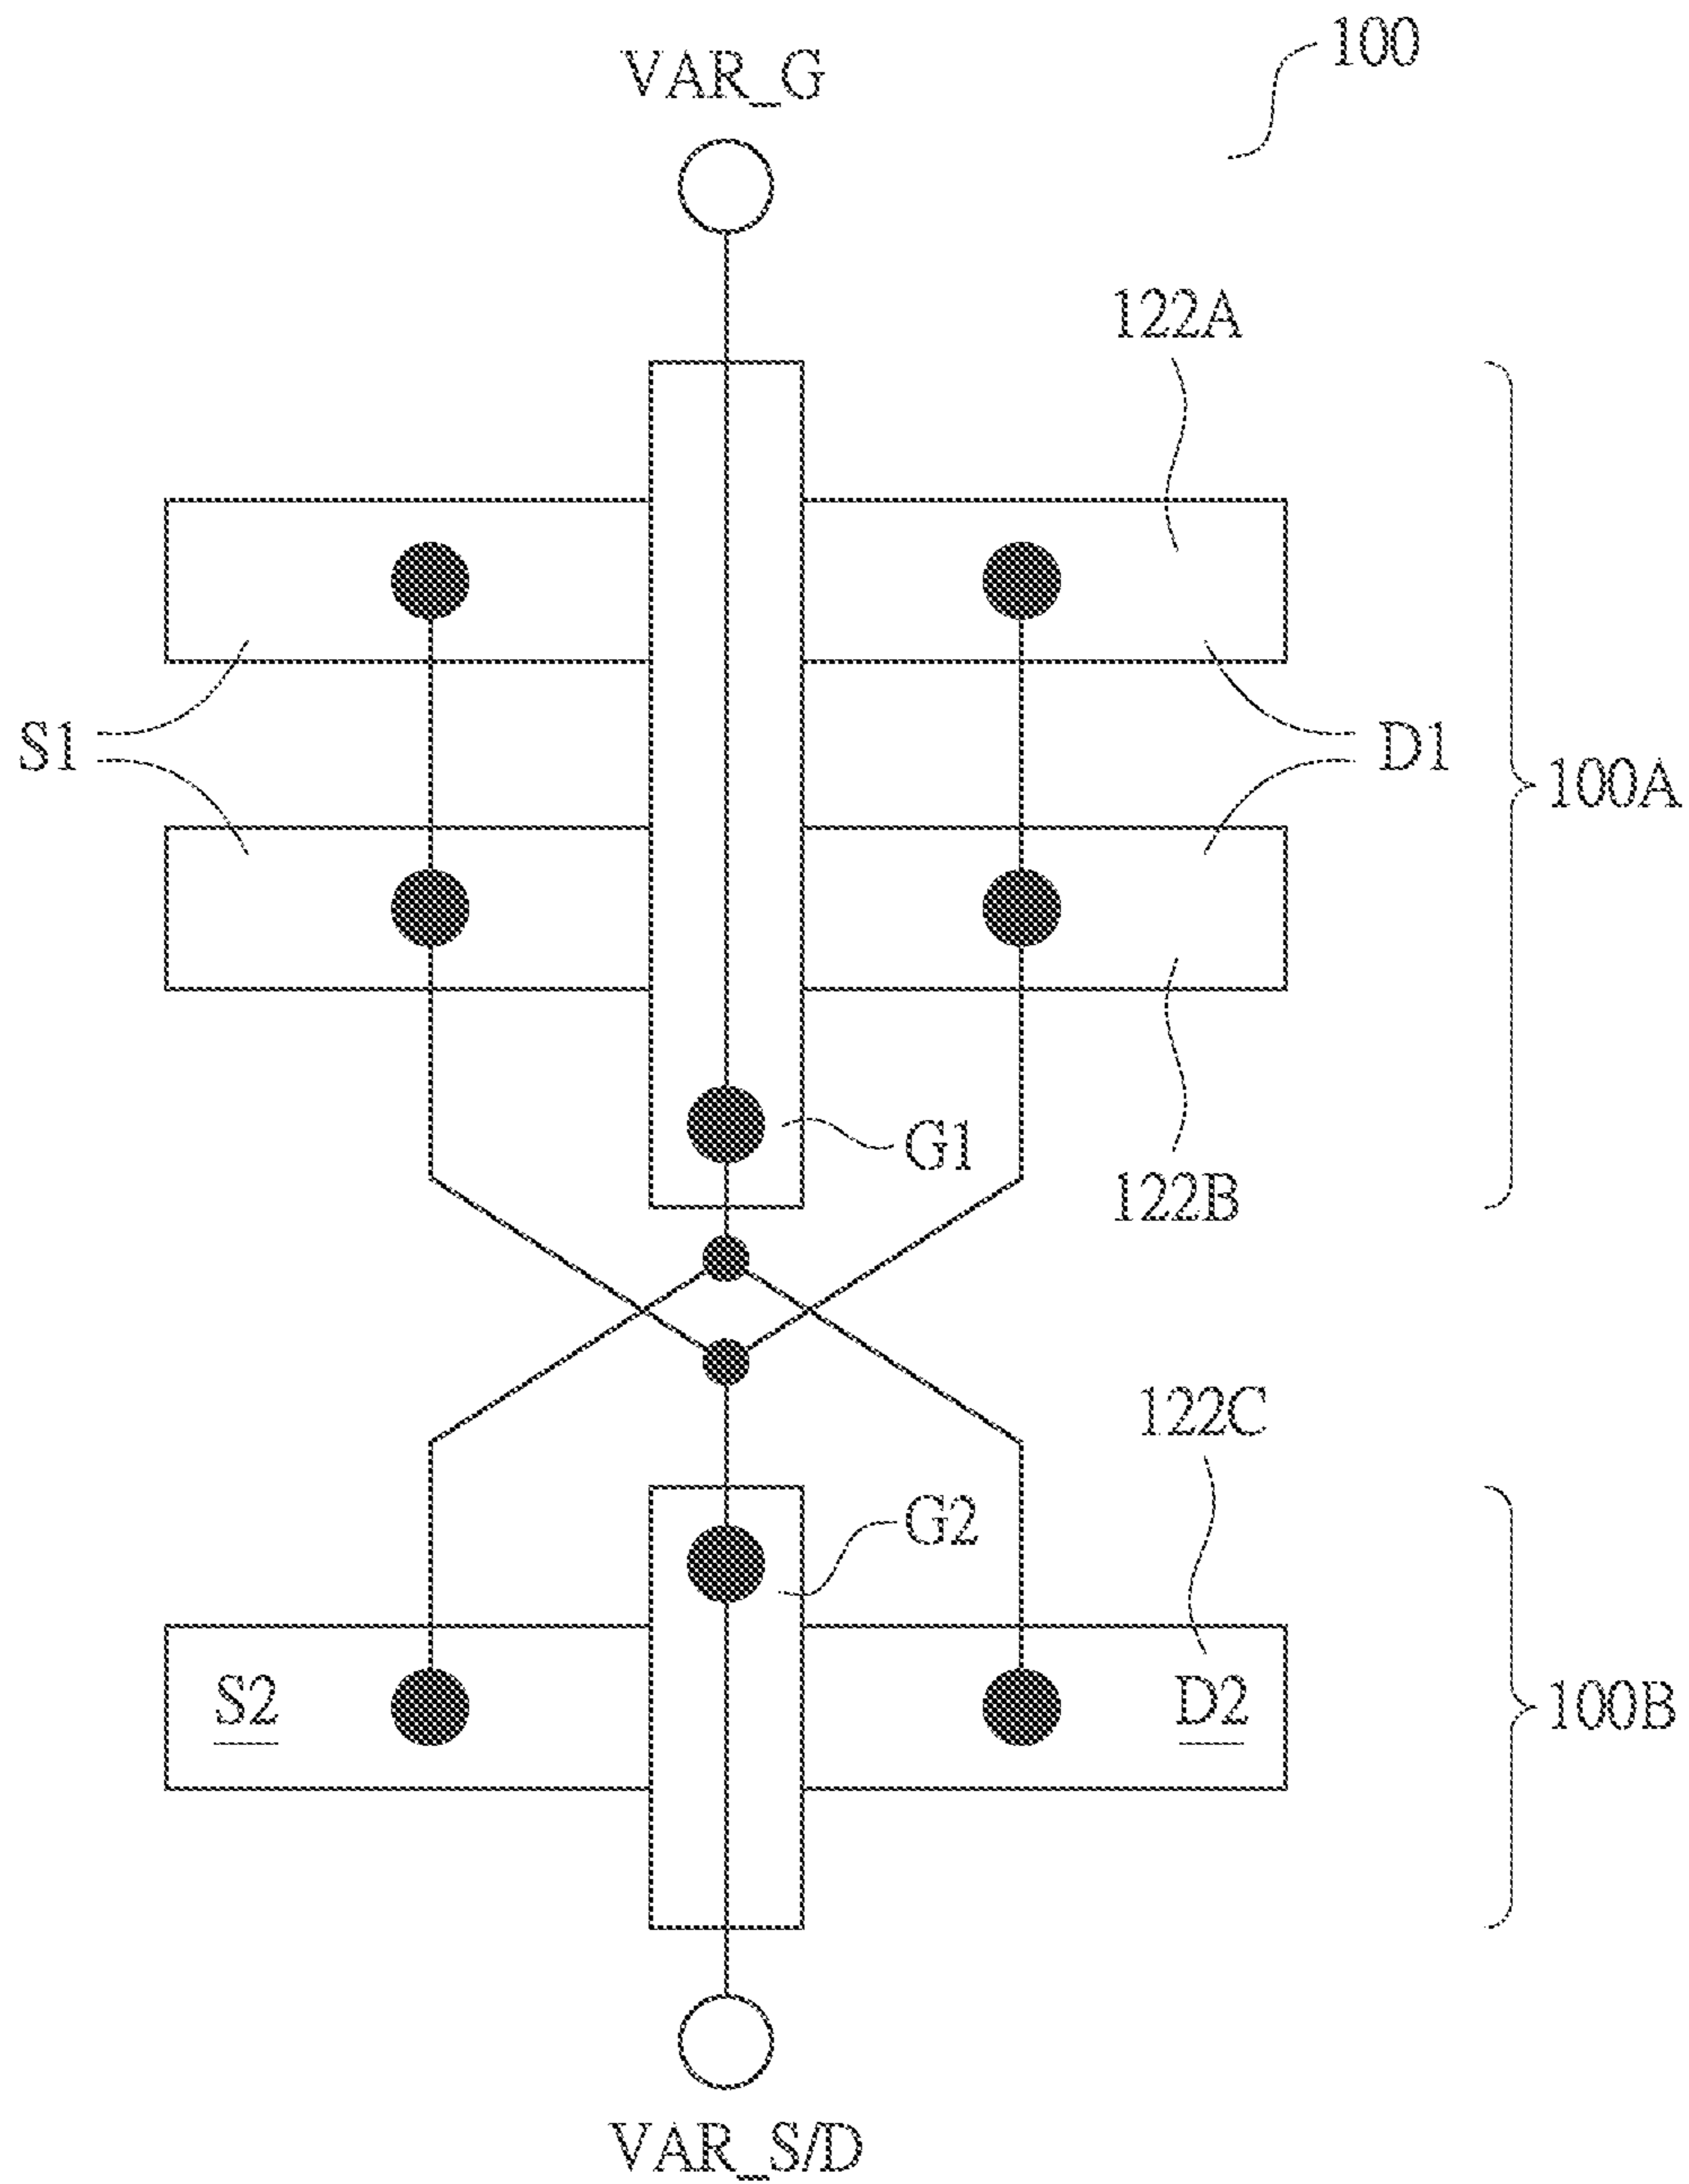 100
VAR_G
122A
S1
D1
100A
G1
122B
122C
G2
S2
D2
100B
VAR_S/D